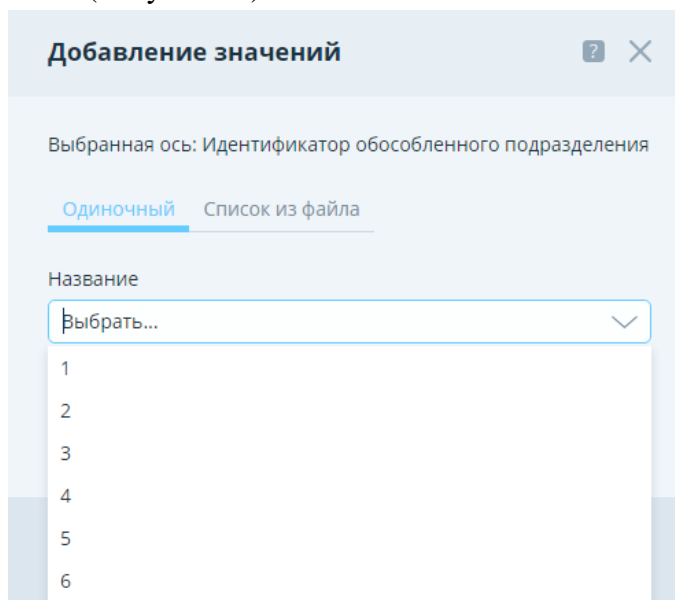 Добавление значений ?
Выбранная ось: Идентификатор обособленного подразделения
Одиночный Список из файла
Название
Выбрать...
1
2
3
4
5
6